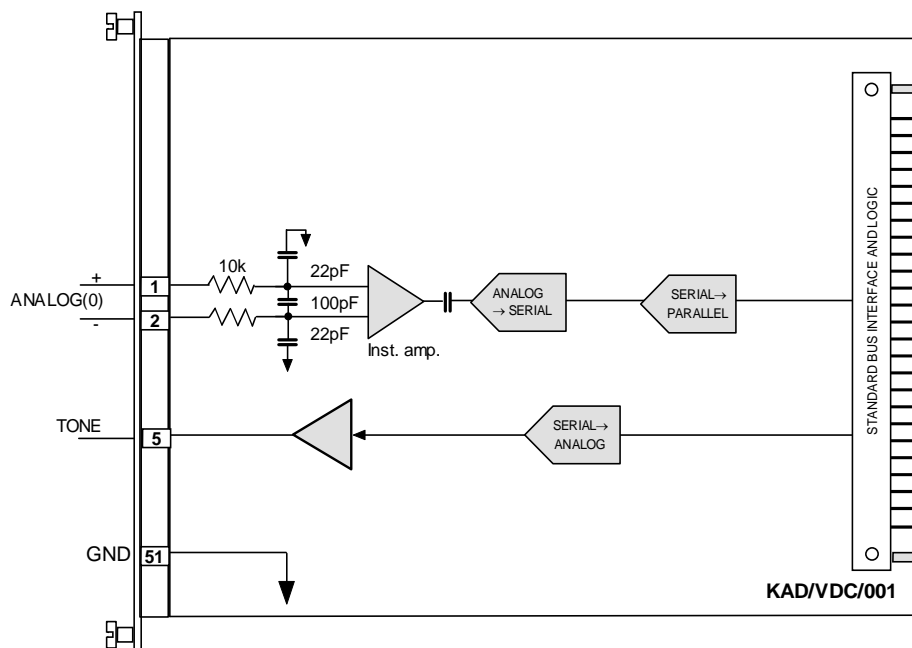 10k
22pF
+
1
ANALOG(0)
100pF
-
2
22pF
Inst. amp.
ANALOG
→ SERIAL
SERIAL→
PARALLEL
STANDARD BUS INTERFACE AND LOGIC
TONE
5
SERIAL→
ANALOG
GND
51
KAD/VDC/001